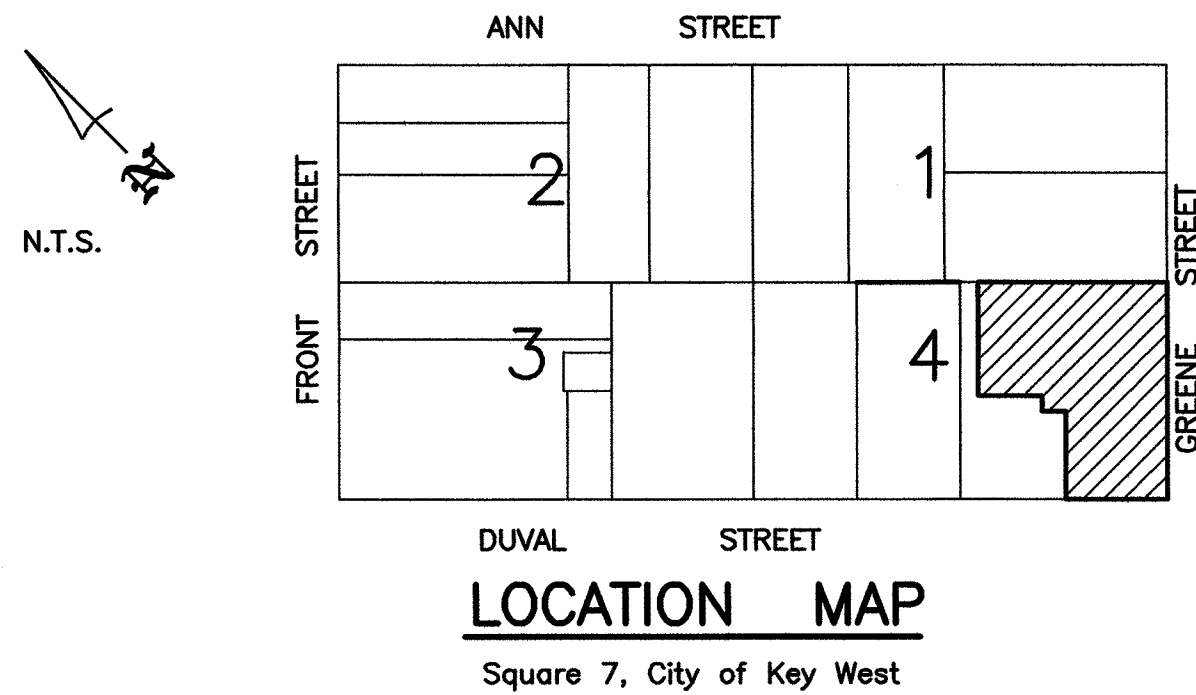 ANN STREET
N
N.T.S.
FRONT STREET
2
1
3
4
GREENE STREET
DUVAL STREET
LOCATION MAP
Square 7, City of Key West